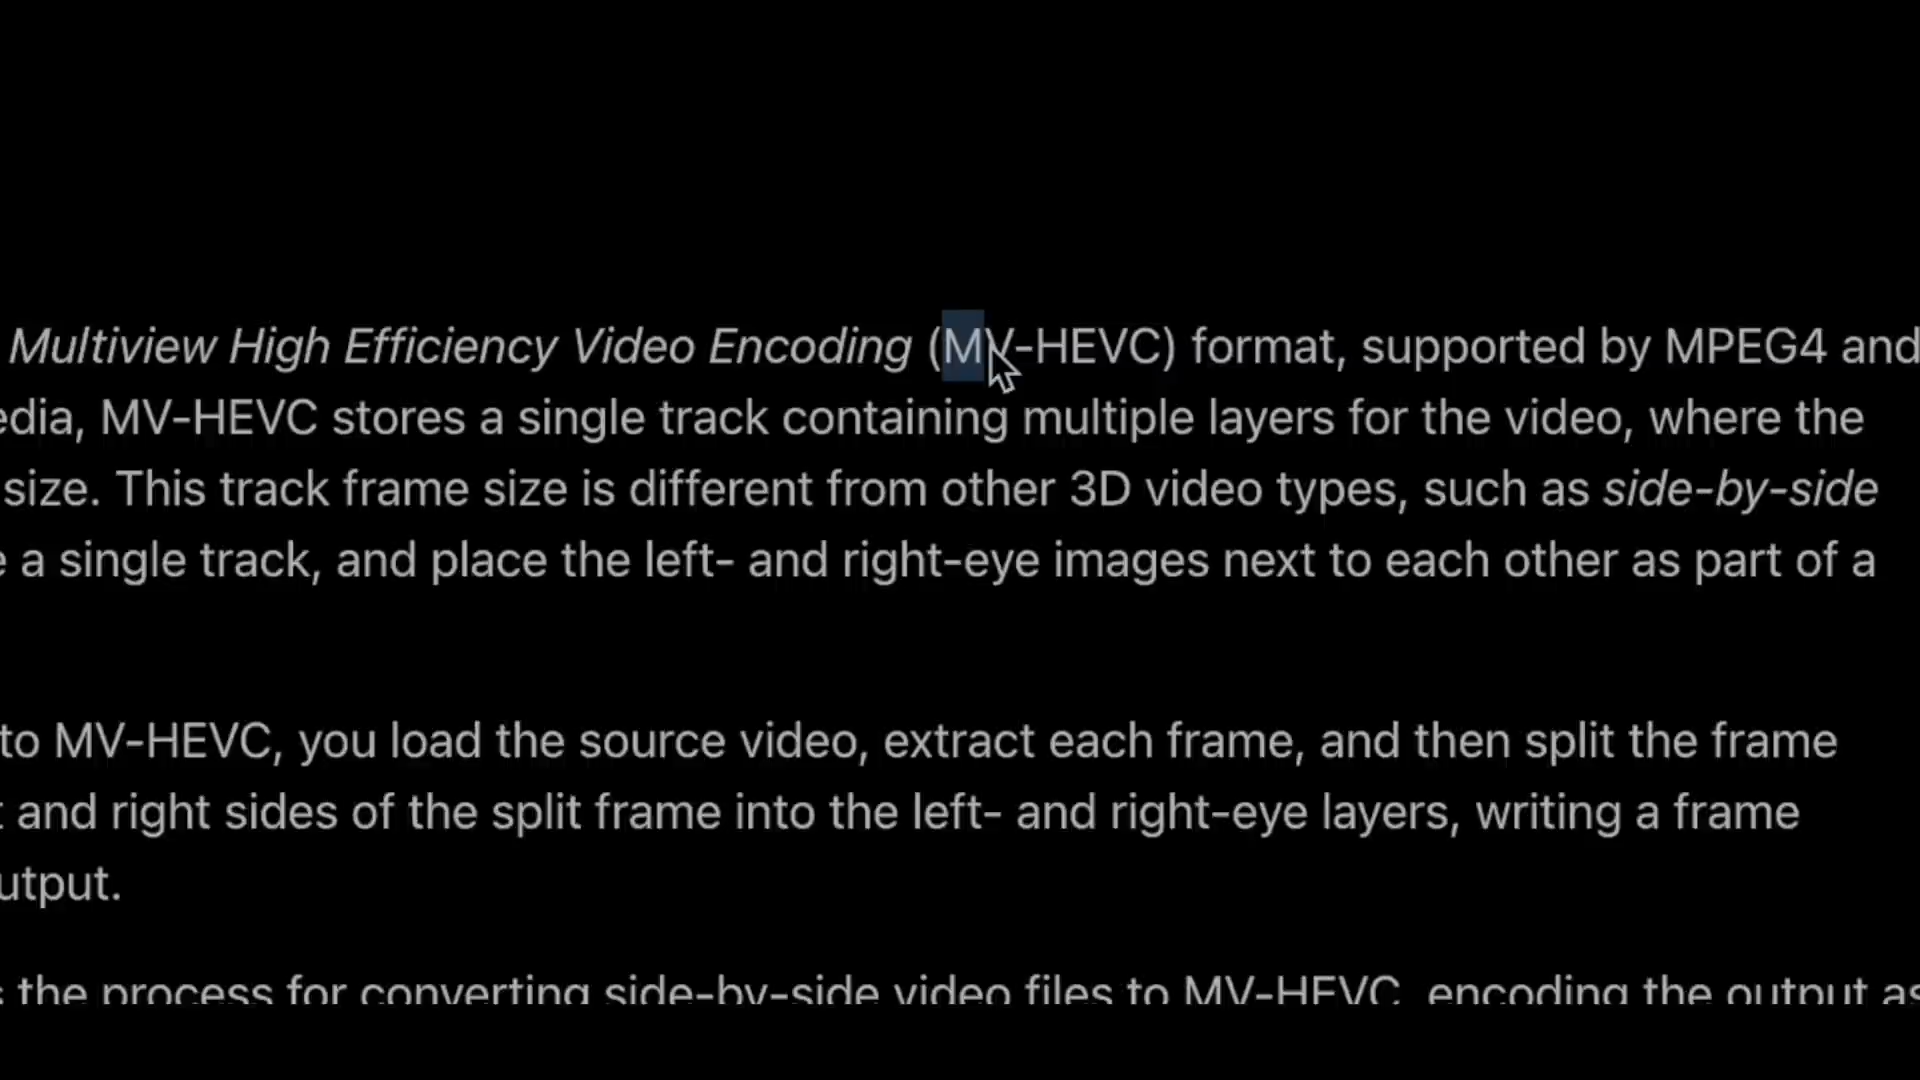 Multiview High Efficiency Video Encoding (MV-HEVC) format, supported by MPEG4 and
MV-HEVC stores a single track containing multiple layers for the video, where the
size. This track frame size is different from other 3D video types, such as side-by-side
a single track, and place the left- and right-eye images next to each other as part of a
to MV-HEVC, you load the source video, extract each frame, and then split the frame
and right sides of the split frame into the left- and right-eye layers, writing a frame
utput.
the process for converting side-by-side video files to MV-HEVC, encoding the output as